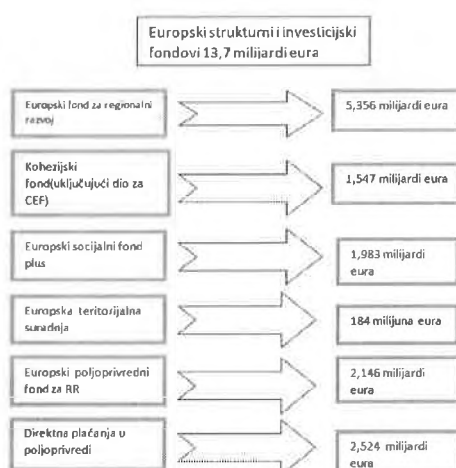 Europski strukturni i investicijski
fondovi 13,7 milijardi eura
Europski fond za regionalni
razvoj
5,356 milijardi eura
Kohezijski
fond(uključujući dio za
CEF)
1,547 milijardi eura
Europski socijalni fond
plus
1,983 milijardi
eura
Europska teritorijalna
suradnja
184 milijuna eura
Europski poljoprivredni
fond za RR
2,146 milijardi
eura
Direktna plaćanja u
poljoprivredi
2,524 milijardi
eura